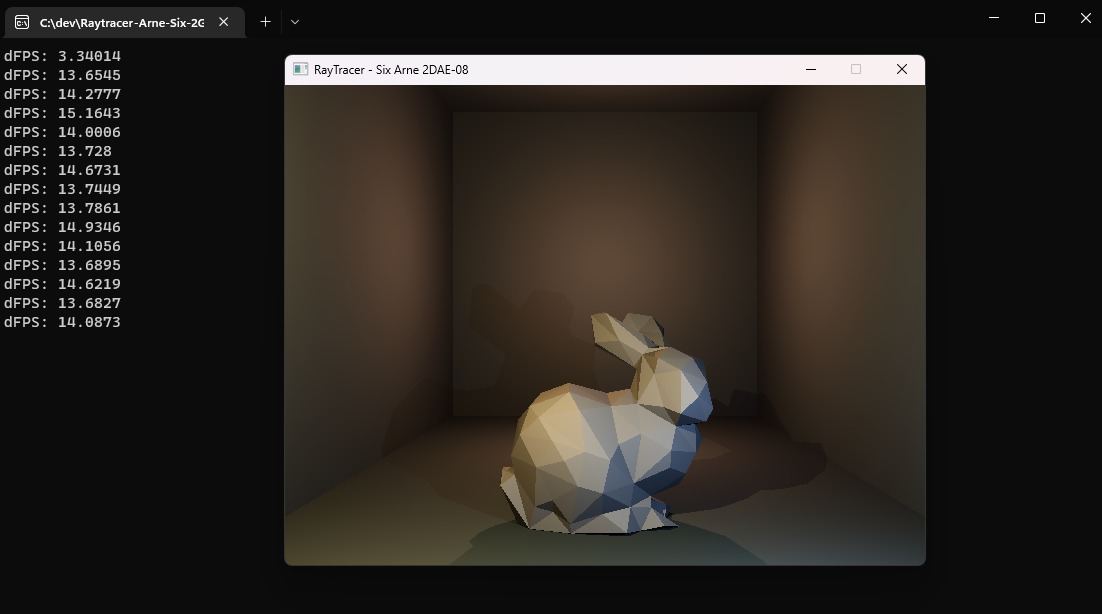 C:\dev\Raytracer-Arne-Six-2G
dFPS: 3.34014
dFPS: 13.6545
dFPS: 14.2777
dFPS: 15.1643
dFPS: 14.0006
dFPS: 13.728
dFPS: 14.6731
dFPS: 13.7449
dFPS: 13.7861
dFPS: 14.9346
dFPS: 14.1056
dFPS: 13.6895
dFPS: 14.6219
dFPS: 13.6827
dFPS: 14.0873
RayTracer - Six Arne 2DAE-08